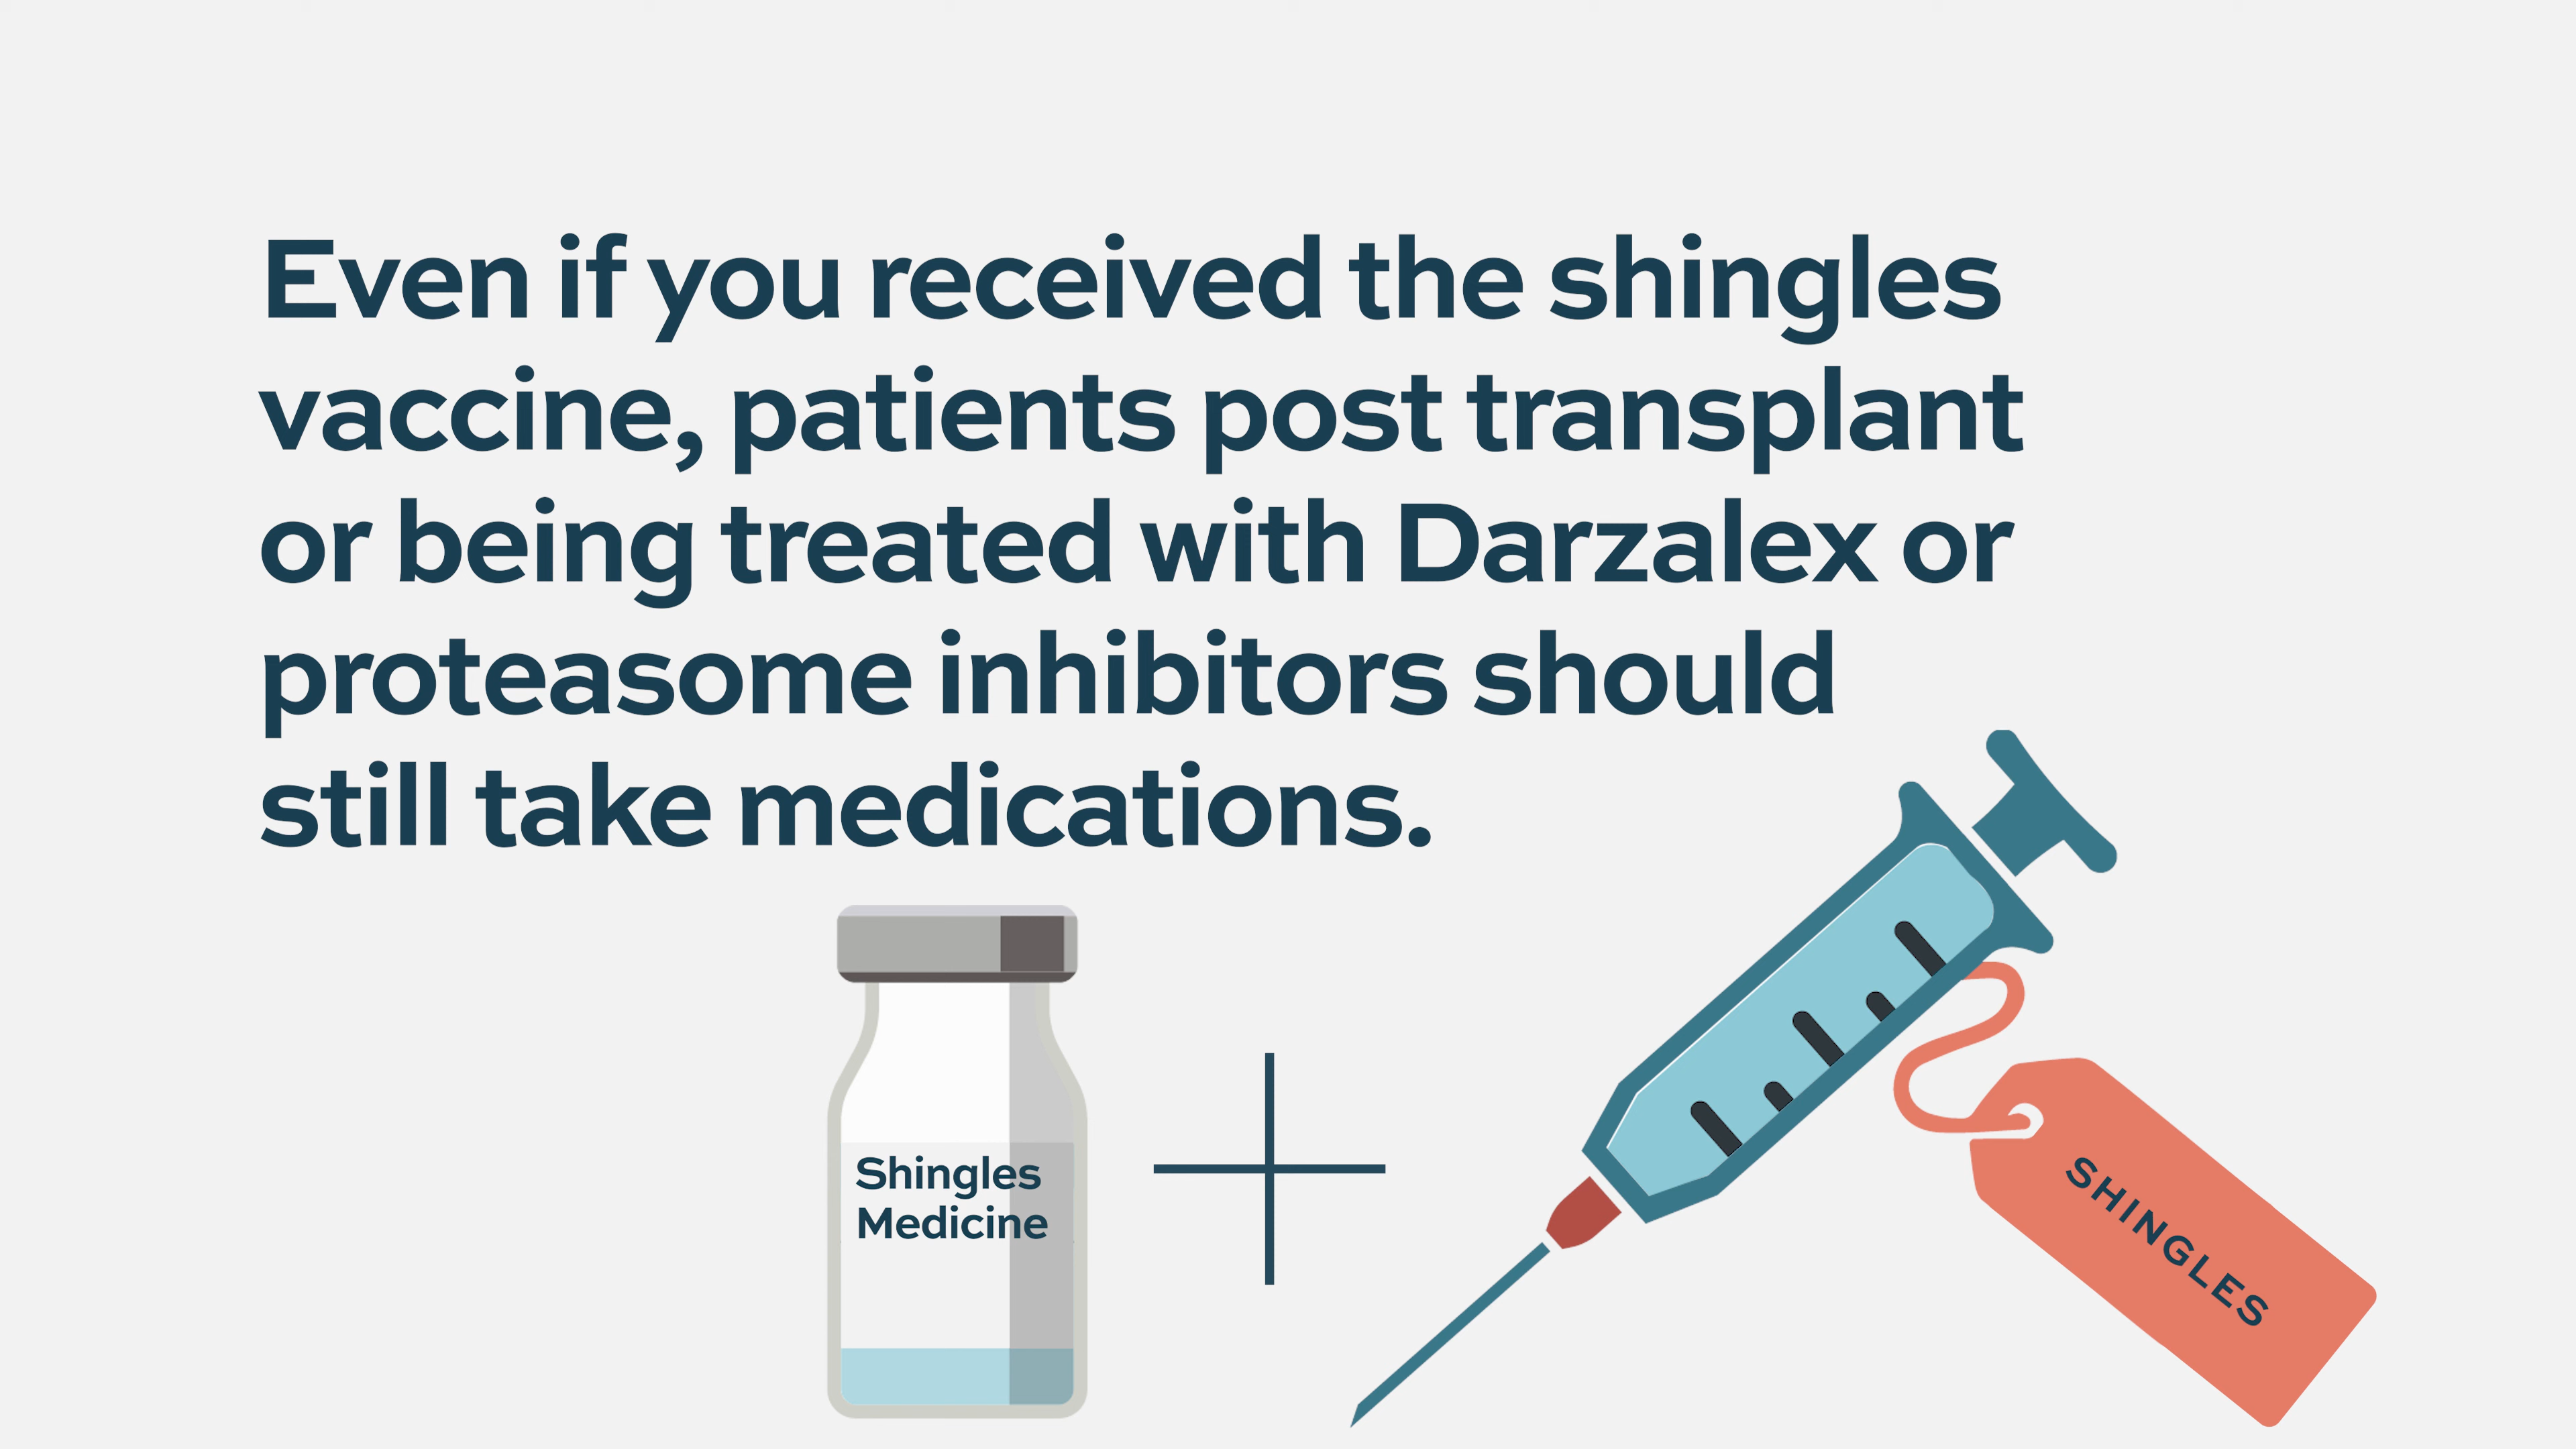 Even if you received the shingles
vaccine, patients post transplant
or being treated with Darzalex or
proteasome inhibitors should
still take medications.
Shingles
Medicine
SHINGLES